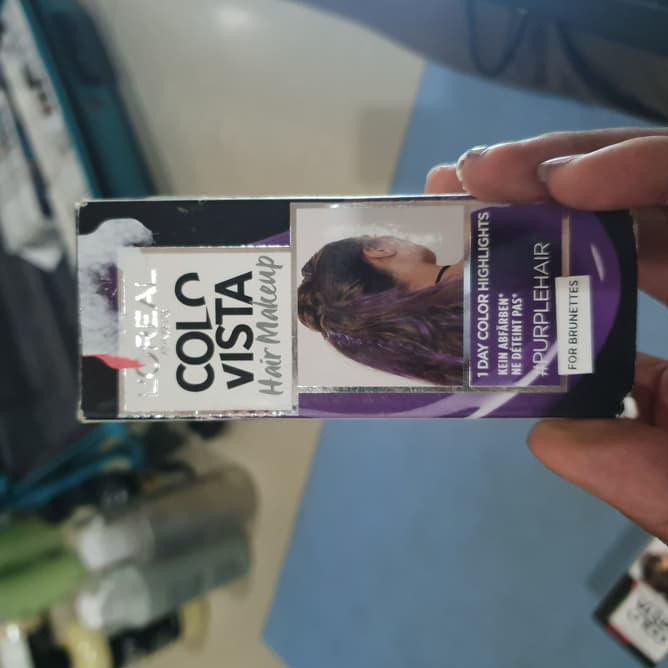 L'ORÉAL
COLO
VISTA
Hair Makeup
1 DAY COLOR HIGHLIGHTS
KEIN ABFÄRBEN*
NE DÉTEINT PAS*
#PURPLEHAIR
FOR BRUNETTES